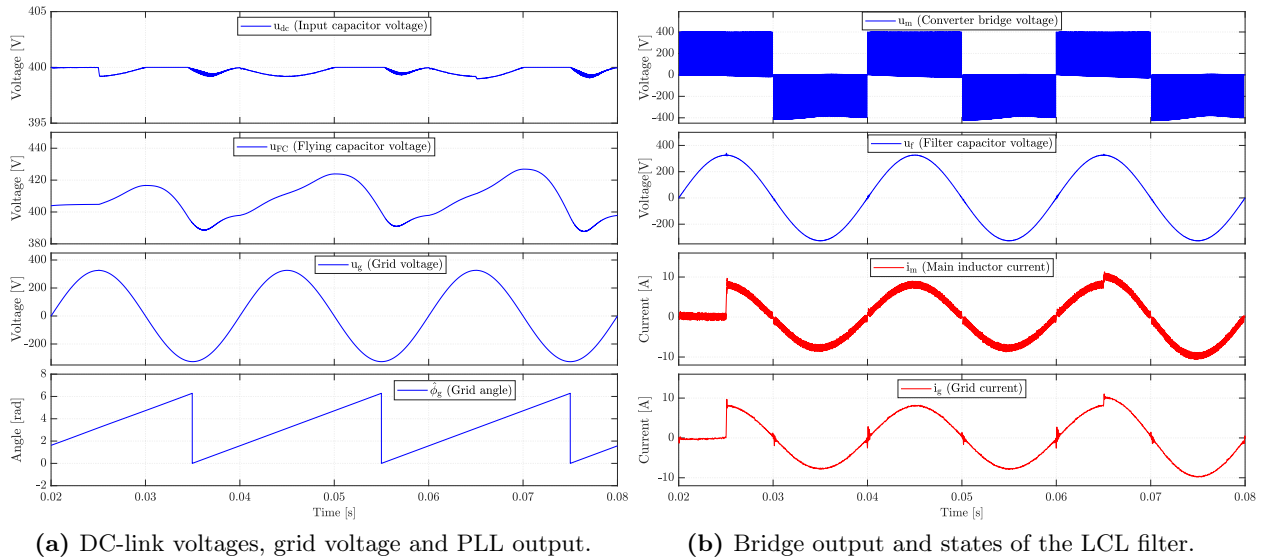 405
400
395
Voltage [V]
u_dc (Input capacitor voltage)
440
420
400
380
Voltage [V]
u_FC (Flying capacitor voltage)
400
200
0
-200
Voltage [V]
u_g (Grid voltage)
8
6
4
2
0
-2
Angle [rad]
ϕ̂_g (Grid angle)
0.02 0.03 0.04 0.05 0.06 0.07 0.08
Time [s]
(a) DC-link voltages, grid voltage and PLL output.
400
200
0
-200
-400
Voltage [V]
u_m (Converter bridge voltage)
200
0
-200
Voltage[V]
u_f (Filter capacitor voltage)
10
0
-10
Current [A]
i_m (Main inductor current)
10
0
-10
Current [A]
i_g (Grid current)
0.02 0.03 0.04 0.05 0.06 0.07 0.08
Time [s]
(b) Bridge output and states of the LCL filter.